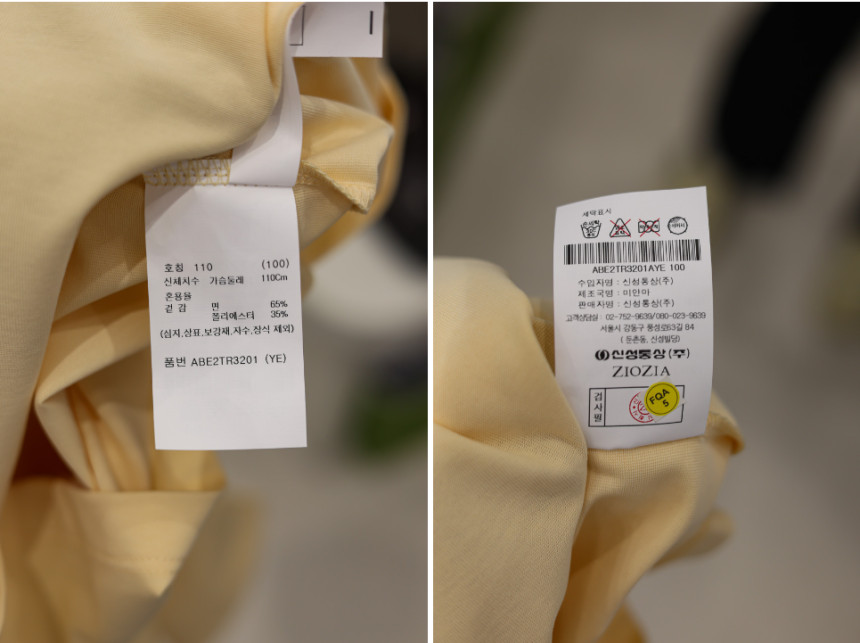 호칭 110 (100)
신체치수 가슴둘레 110Cm
혼용율
겉감 면 65%
폴리에스터 35%
(심지,상표,보강재,자수,장식 제외)
품번 ABE2TR3201 (YE)
세탁표시
ABE2TR3201AYE 100
수입자명 : 신성통상(주)
제조국명 : 미얀마
판매자명 : 신성통상(주)
고객상담실 : 02-752-9639/080-023-9639
서울시 강동구 풍성로63길 84
( 둔촌동, 신성빌딩)
신성통상(주)
ZIOZIA
검사필
FQA
5